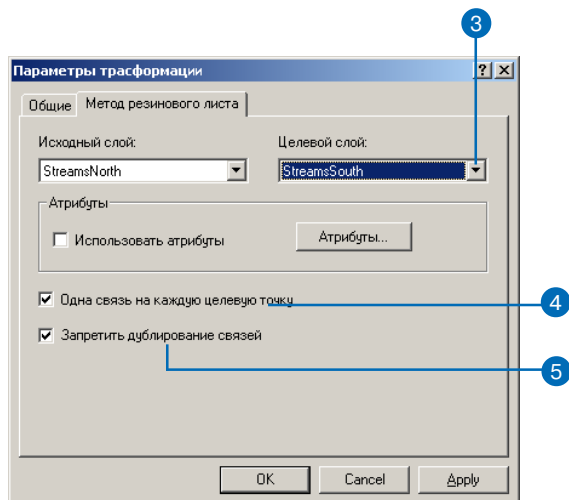 3
Параметры трасформации
? X
Общие Метод резинового листа
Исходный слой: Целевой слой:
StreamsNorth StreamsSouth
Атрибуты
Использовать атрибуты Атрибуты...
Одна связь на каждую целевую точку
4
Запретить дублирование связей
5
OK Cancel Apply